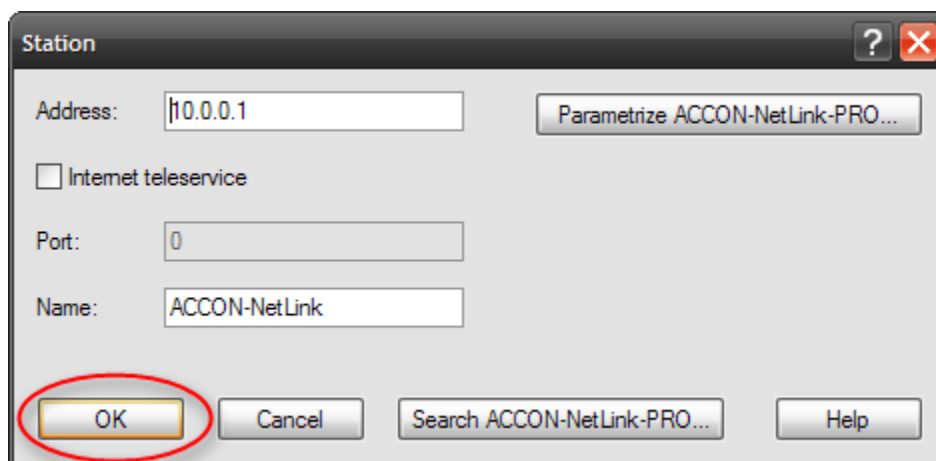 Station
?
Address: 10.0.0.1 Parametrize ACCON-NetLink-PRO...
Internet teleservice
Port: 0
Name: ACCON-NetLink
OK Cancel Search ACCON-NetLink-PRO... Help